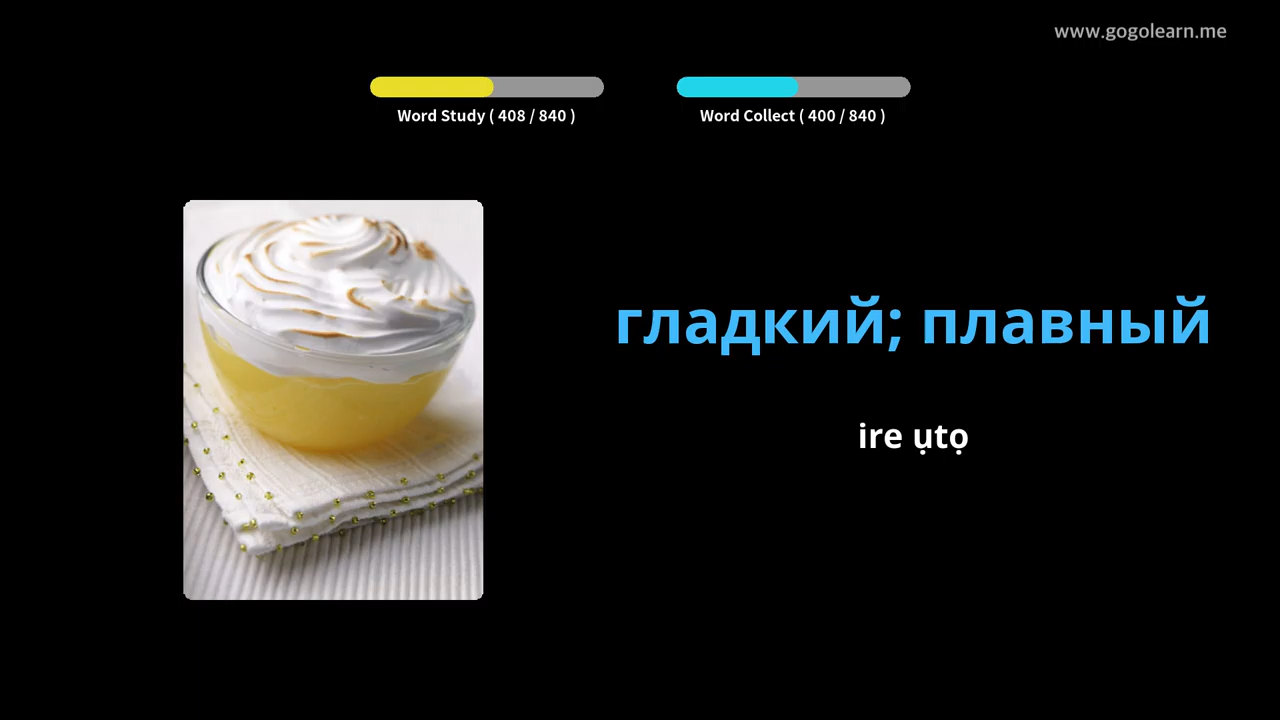 www.gogolearn.me
Word Study ( 408 / 840 )
Word Collect ( 400 / 840 )
гладкий; плавный
ire ụtọ